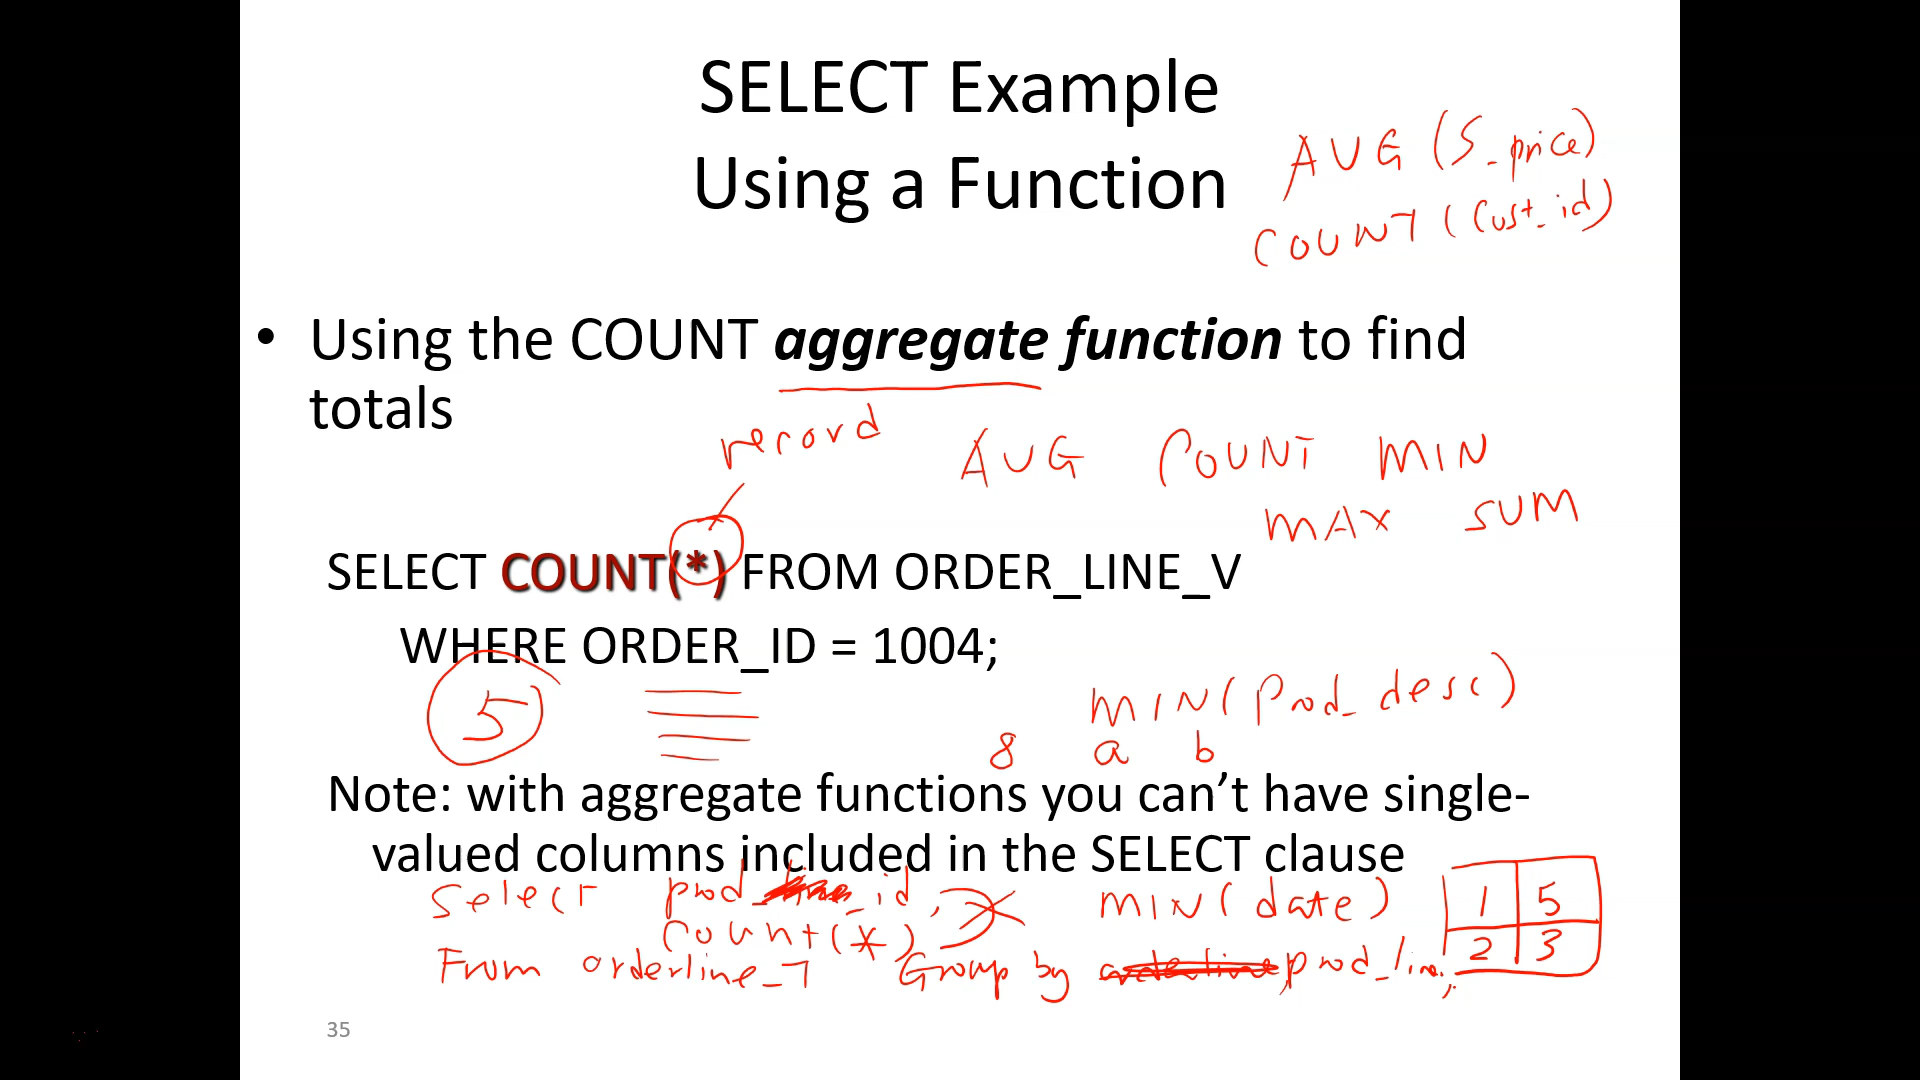 SELECT Example
Using a Function
AVG (S_price)
COUNT (Cust_id)
• Using the COUNT aggregate function to find
totals
record
AVG COUNT MIN
MAX SUM
SELECT COUNT(*) FROM ORDER_LINE_V
WHERE ORDER_ID = 1004;
5
MIN(Prod_desc)
8 a b
Note: with aggregate functions you can’t have single-
valued columns included in the SELECT clause
Select prod_ _id,
Count(*)
MIN(date)
1 5
2 3
From orderline_T Group by prod_line;
35